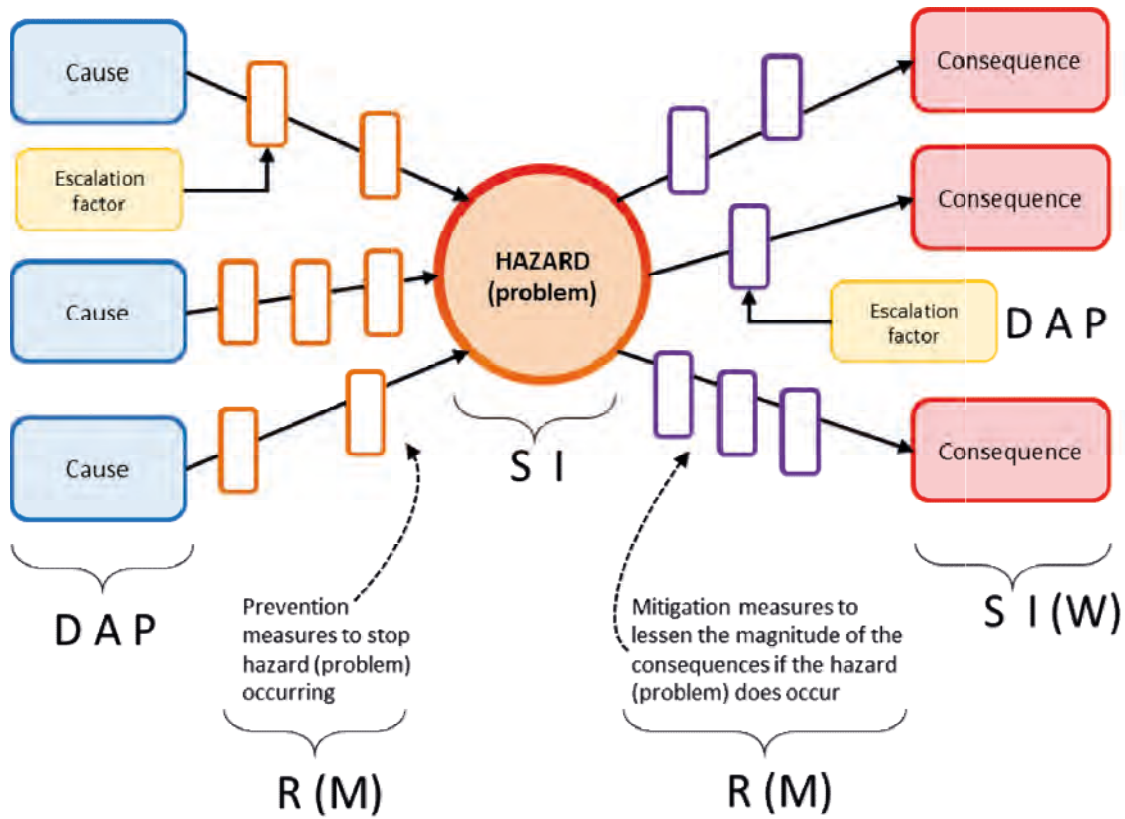 Cause
Escalation
factor
Cause
Cause
HAZARD
(problem)
Consequence
Consequence
Escalation
factor
D A P
Consequence
S I
D A P
Prevention
measures to stop
hazard (problem)
occurring
R (M)
Mitigation measures to
lessen the magnitude of the
consequences if the hazard
(problem) does occur
R (M)
S I (W)